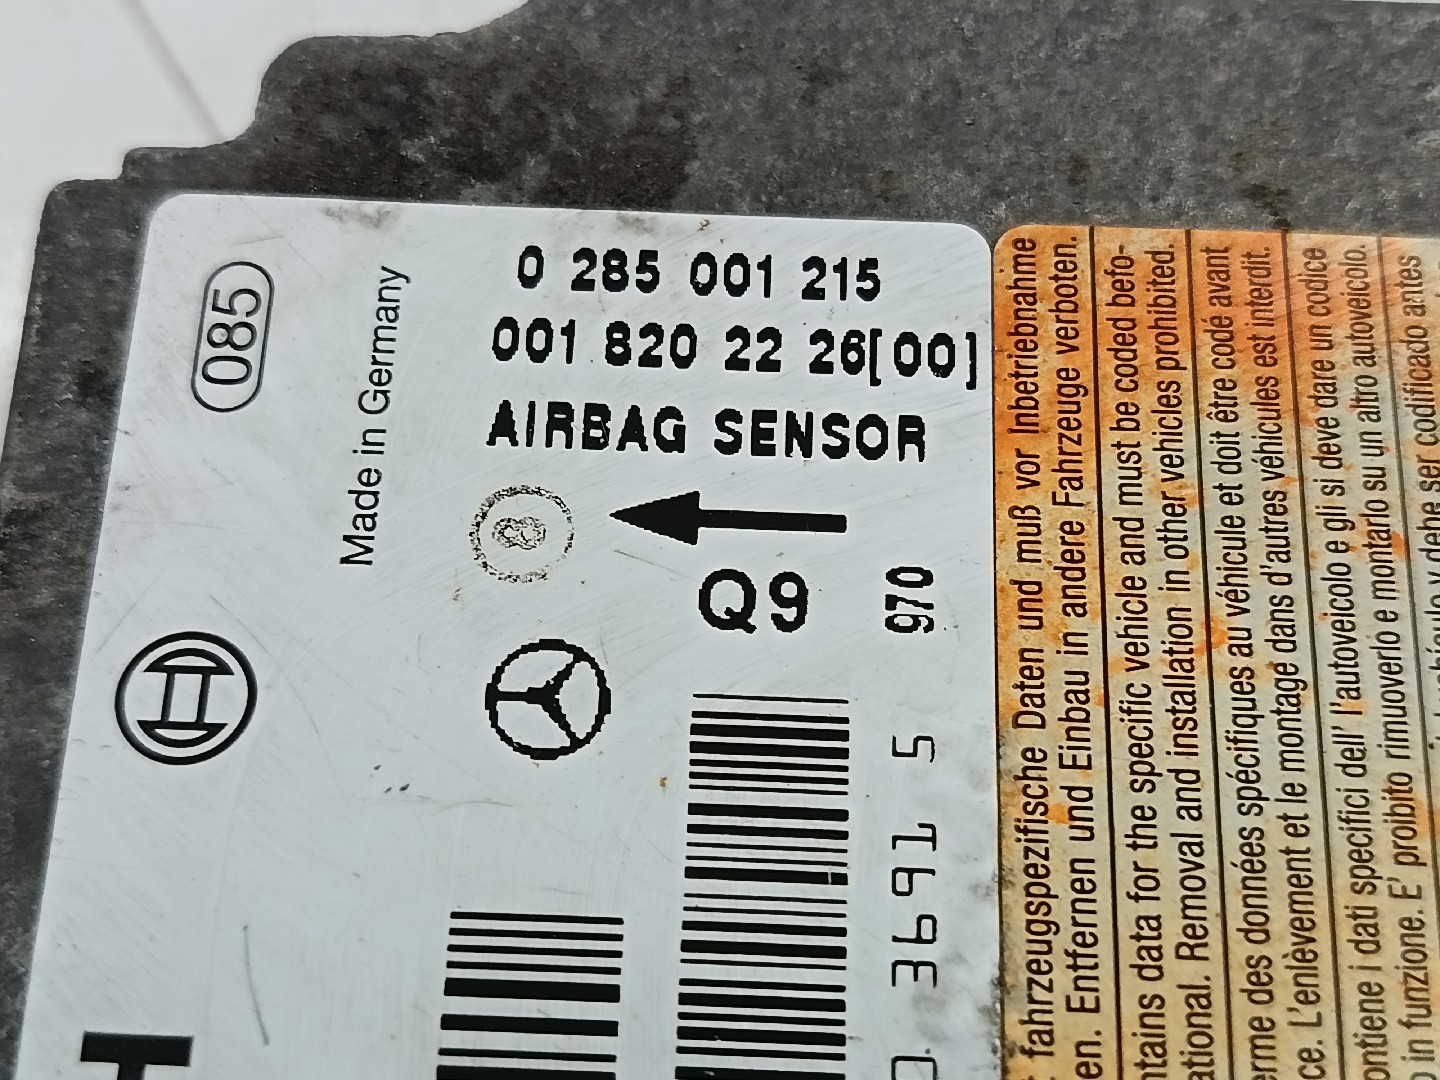 0 285 001 215
001 820 22 26[00]
AIRBAG SENSOR
085
Made in Germany
8
Q9
970
3691 5
H
fahrzeugspezifische Daten und muß vor Inbetriebnahme
en. Entfernen und Einbau in andere Fahrzeuge verboten.
ntains data for the specific vehicle and must be coded befo-
ational. Removal and installation in other vehicles prohibited.
erme des données spécifiques au véhicule et doit être codé avant
ce. L'enlèvement et le montage dans d'autres véhicules est interdit.
ontiene i dati specifici dell' l'autoveicolo e gli si deve dare un codice
o in funzione. E' proibito rimuoverlo e montarlo su un altro autoveicolo.
y debe ser codificado antes